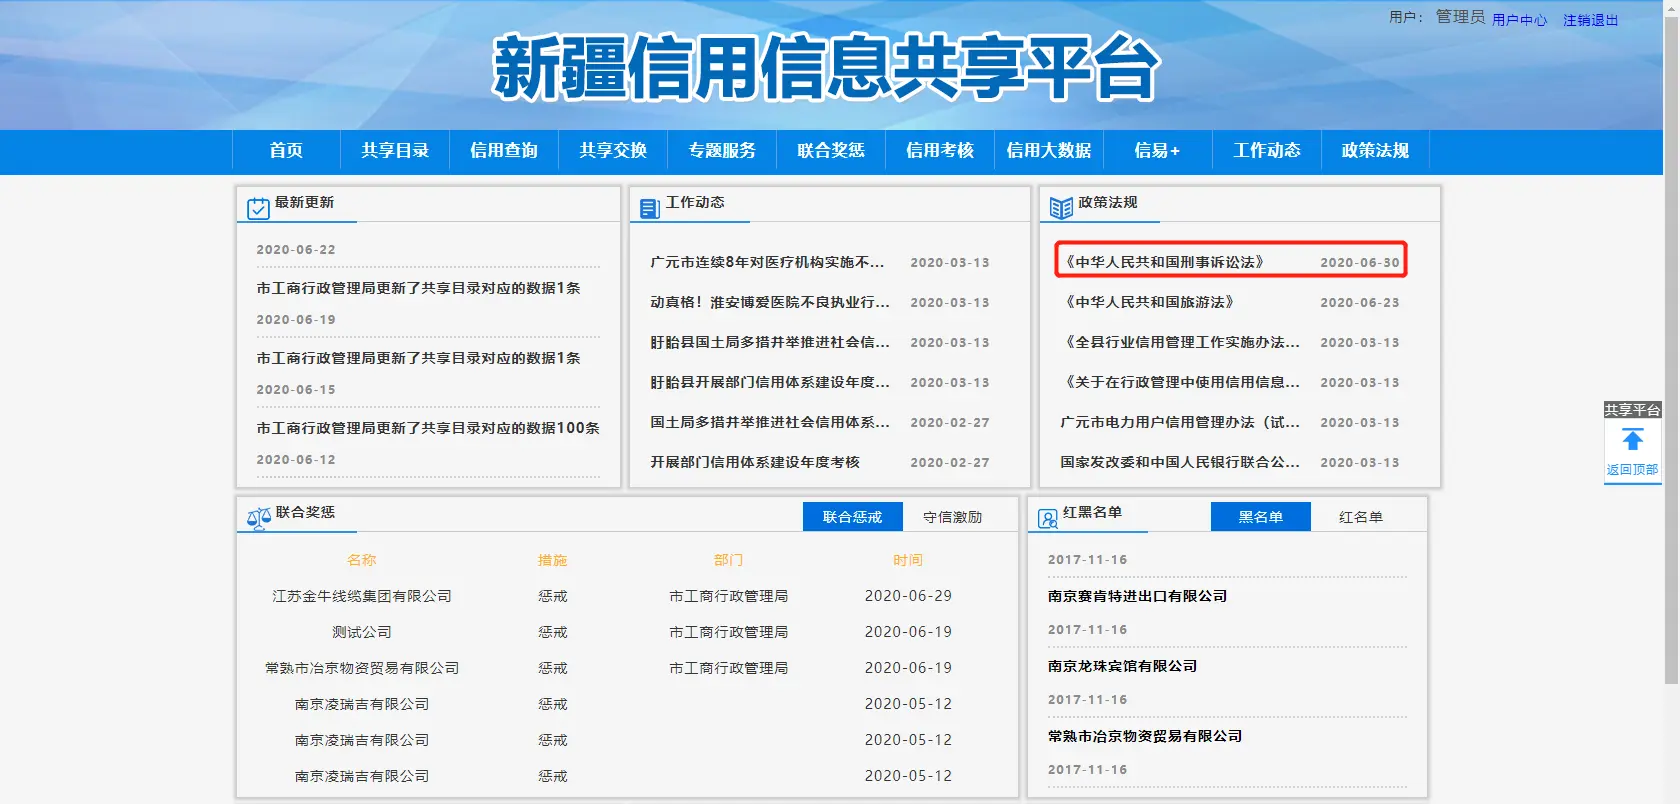 用户： 管理员 用户中心 注销退出
新疆信用信息共享平台
首页 共享目录 信用查询 共享交换 专题服务 联合奖惩 信用考核 信用大数据 信易+ 工作动态 政策法规
最新更新
2020-06-22
市工商行政管理局更新了共享目录对应的数据1条
2020-06-19
市工商行政管理局更新了共享目录对应的数据1条
2020-06-15
市工商行政管理局更新了共享目录对应的数据100条
2020-06-12
工作动态
广元市连续8年对医疗机构实施不... 2020-03-13
动真格！淮安博爱医院不良执业行... 2020-03-13
盱眙县国土局多措并举推进社会信... 2020-03-13
盱眙县开展部门信用体系建设年度... 2020-03-13
国土局多措并举推进社会信用体系... 2020-02-27
开展部门信用体系建设年度考核 2020-02-27
政策法规
《中华人民共和国刑事诉讼法》 2020-06-30
《中华人民共和国旅游法》 2020-06-23
《全县行业信用管理工作实施办法... 2020-03-13
《关于在行政管理中使用信用信息... 2020-03-13
广元市电力用户信用管理办法（试... 2020-03-13
国家发改委和中国人民银行联合公... 2020-03-13
共享平台
返回顶部
联合奖惩 联合惩戒 守信激励
名称 措施 部门 时间
江苏金牛线缆集团有限公司 惩戒 市工商行政管理局 2020-06-29
测试公司 惩戒 市工商行政管理局 2020-06-19
常熟市冶京物资贸易有限公司 惩戒 市工商行政管理局 2020-06-19
南京凌瑞吉有限公司 惩戒 2020-05-12
南京凌瑞吉有限公司 惩戒 2020-05-12
南京凌瑞吉有限公司 惩戒 2020-05-12
红黑名单 黑名单 红名单
2017-11-16
南京赛肯特进出口有限公司
2017-11-16
南京龙珠宾馆有限公司
2017-11-16
常熟市冶京物资贸易有限公司
2017-11-16